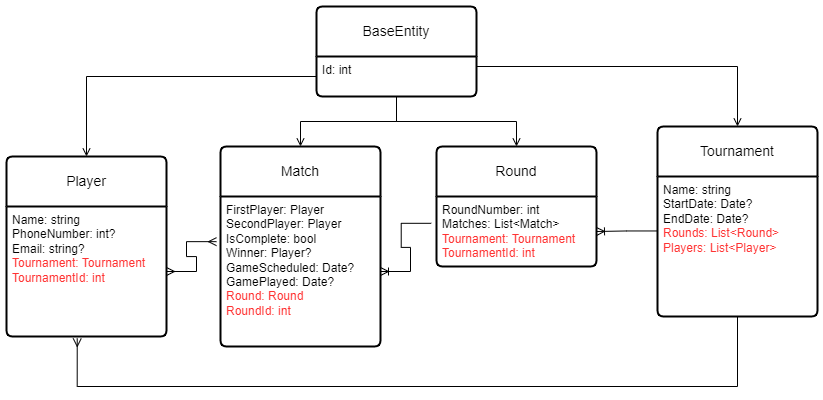 BaseEntity
Id: int
Player
Name: string
PhoneNumber: int?
Email: string?
Tournament: Tournament
TournamentId: int
Match
FirstPlayer: Player
SecondPlayer: Player
IsComplete: bool
Winner: Player?
GameScheduled: Date?
GamePlayed: Date?
Round: Round
RoundId: int
Round
RoundNumber: int
Matches: List<Match>
Tournament: Tournament
TournamentId: int
Tournament
Name: string
StartDate: Date?
EndDate: Date?
Rounds: List<Round>
Players: List<Player>